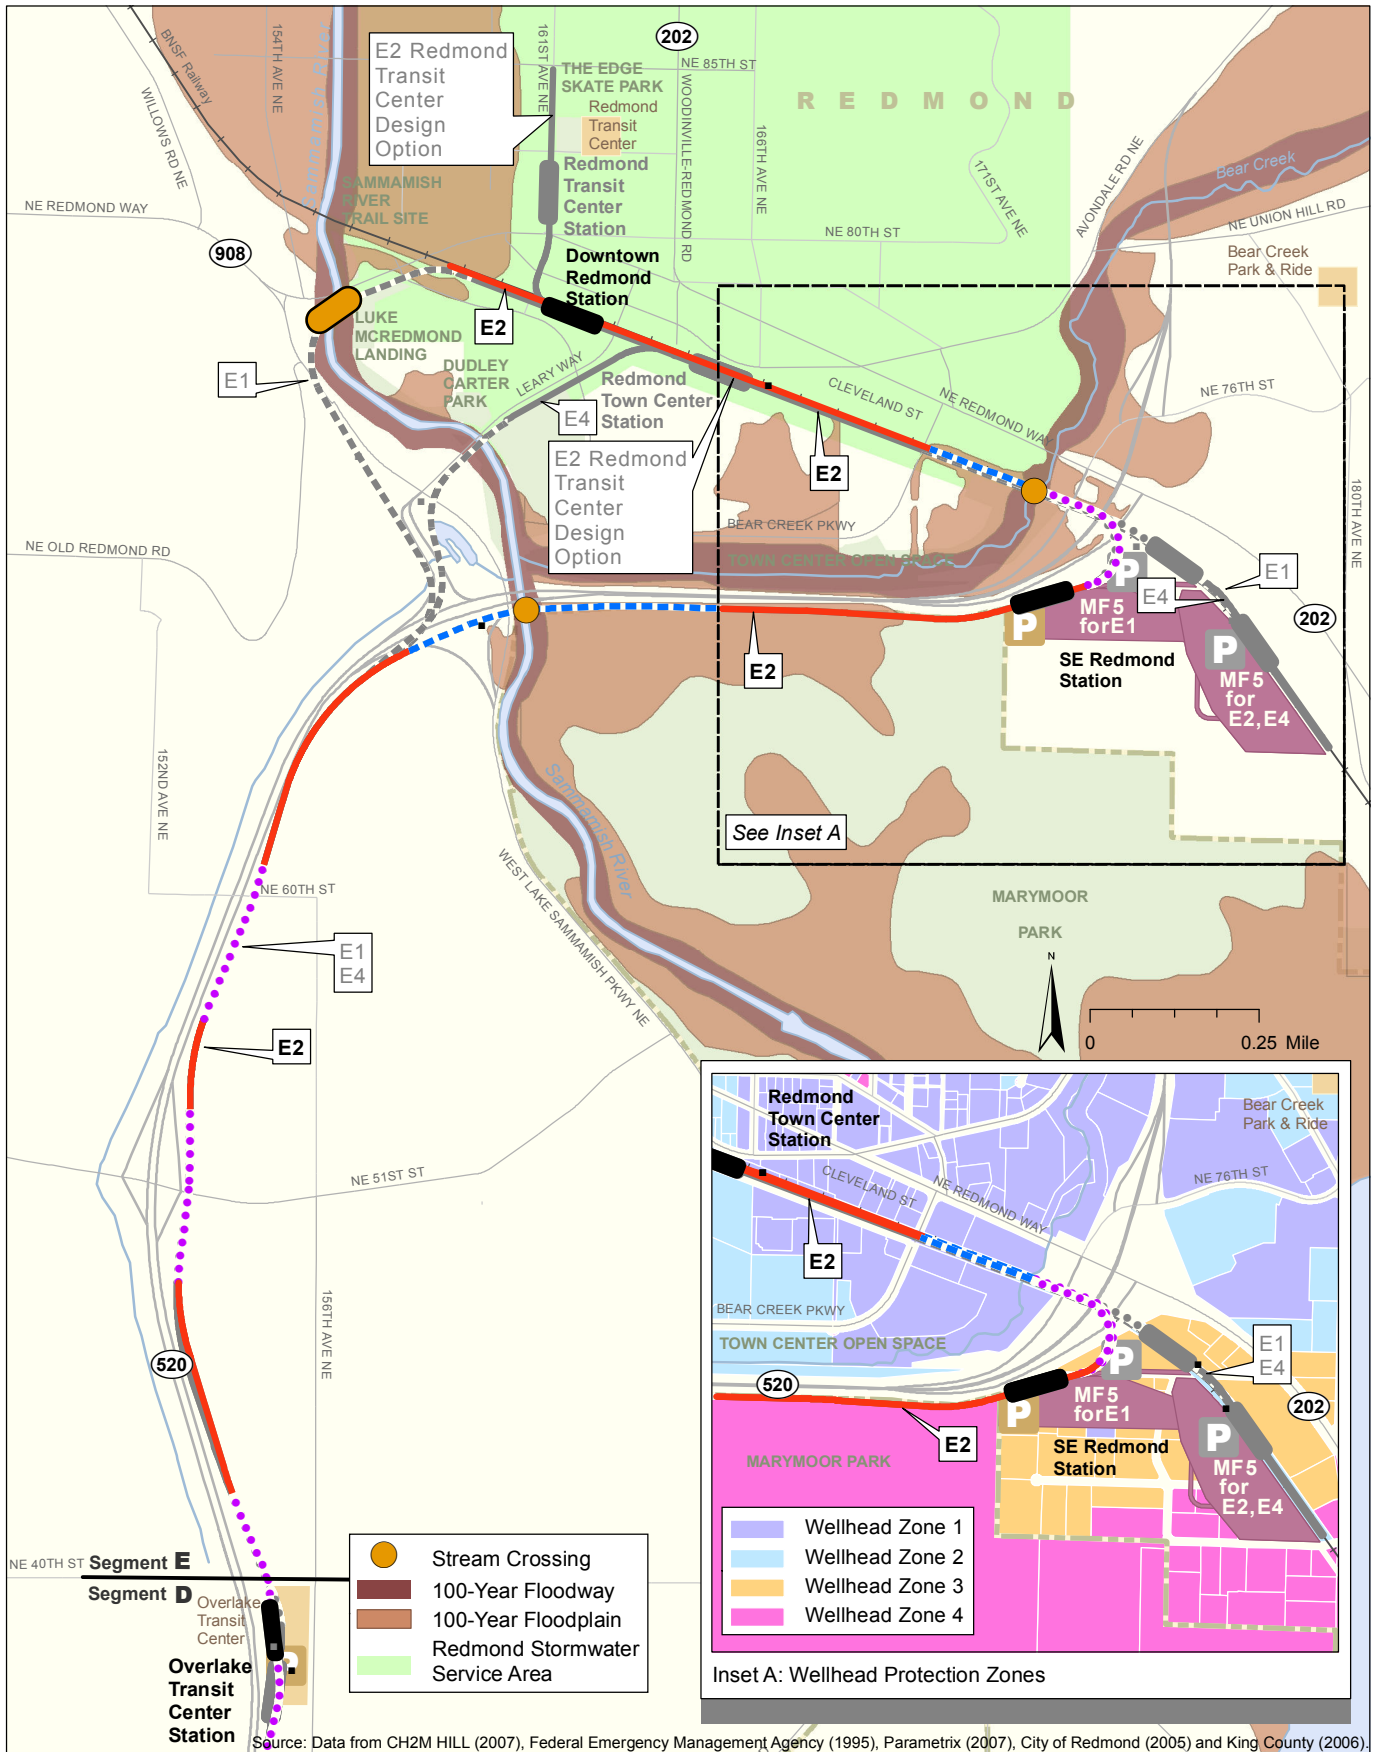 202
NE 85TH ST
161ST AVE NE
154TH AVE NE
BNSF Railway
WILLOWS RD NE
E2 Redmond
Transit
Center
Design
Option
THE EDGE
SKATE PARK
Redmond
Transit
Center
WOODINVILLE-REDMOND RD
166TH AVE NE
REDMOND
171ST AVE NE
AVONDALE RD NE
Bear Creek
NE UNION HILL RD
Bear Creek
Park & Ride
Redmond
Transit
Center
Station
NE 80TH ST
SAMMAMISH
RIVER
TRAIL SITE
NE REDMOND WAY
908
Downtown
Redmond
Station
E2
LUKE
MCREDMOND
LANDING
E1
DUDLEY
CARTER
PARK
LEARY WAY
E4
Redmond
Town Center
Station
CLEVELAND ST
NE REDMOND WAY
NE 76TH ST
E2
E2 Redmond
Transit
Center
Design
Option
BEAR CREEK PKWY
TOWN CENTER OPEN SPACE
180TH AVE NE
NE OLD REDMOND RD
E1
E4
P
MF5
forE1
P
202
E2
SE Redmond
Station
P
MF5
for
E2,E4
152ND AVE NE
Sammamish River
See Inset A
WEST LAKE SAMMAMISH PKWY NE
NE 60TH ST
MARYMOOR
PARK
E1
E4
N
0 0.25 Mile
E2
NE 51ST ST
156TH AVE NE
520
Redmond
Town Center
Station
Bear Creek
Park & Ride
NE 76TH ST
CLEVELAND ST
NE REDMOND WAY
E2
BEAR CREEK PKWY
TOWN CENTER OPEN SPACE
E1
E4
520
P
MF5
forE1
P
202
E2
SE Redmond
Station
P
MF5
for
E2,E4
MARYMOOR PARK
Wellhead Zone 1
Wellhead Zone 2
Wellhead Zone 3
Wellhead Zone 4
Inset A: Wellhead Protection Zones
NE 40TH ST
Segment E
Segment D
Overlake
Transit
Center
Overlake
Transit
Center
Station
Stream Crossing
100-Year Floodway
100-Year Floodplain
Redmond Stormwater
Service Area
Source: Data from CH2M HILL (2007), Federal Emergency Management Agency (1995), Parametrix (2007), City of Redmond (2005) and King County (2006).